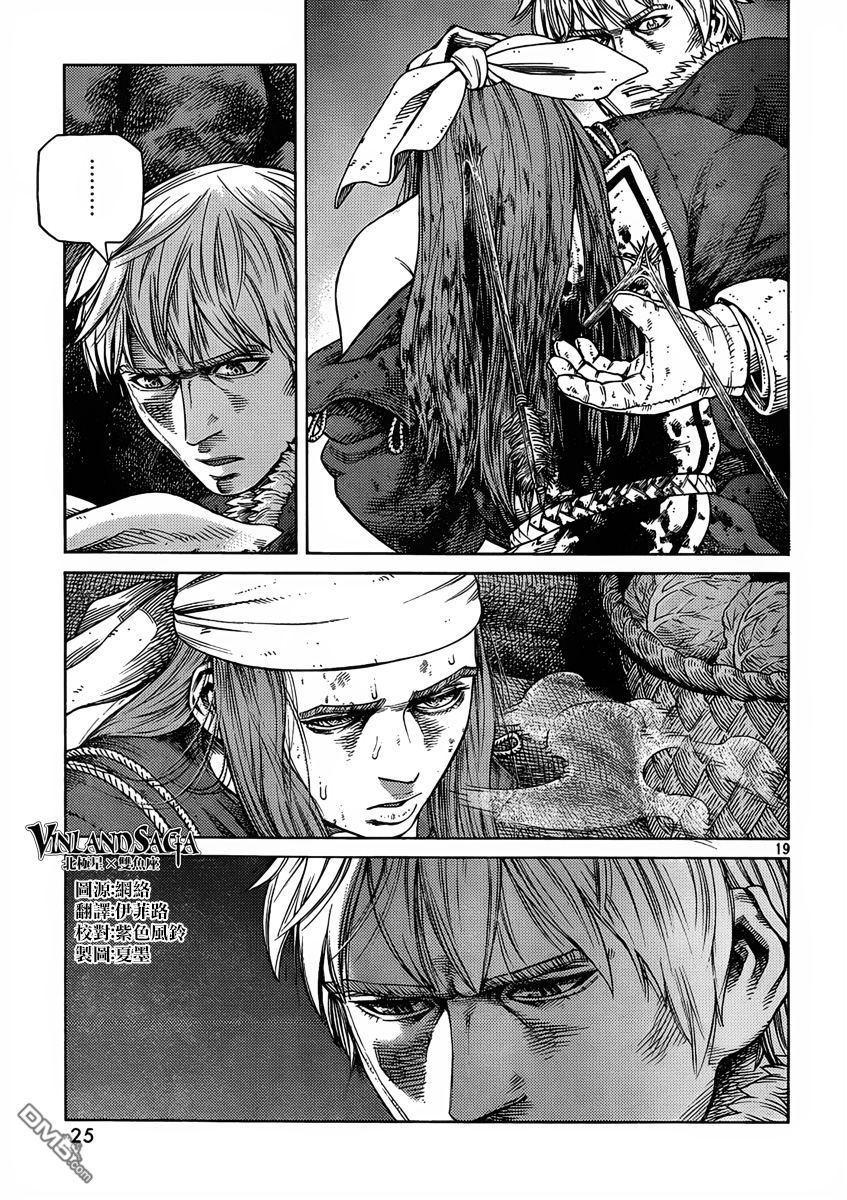 ………
19
VINLAND SAGA
北極星×雙魚座
圖源:網絡
翻譯:伊菲路
校對:紫色風鈴
製圖:夏墨
25
DM5.com